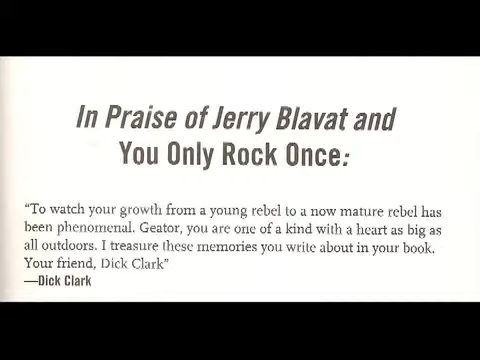 In Praise of Jerry Blavat and
You Only Rock Once:
“To watch your growth from a young rebel to a now mature rebel has
been phenomenal. Geator, you are one of a kind with a heart as big as
all outdoors. I treasure these memories you write about in your book.
Your friend, Dick Clark”
—Dick Clark